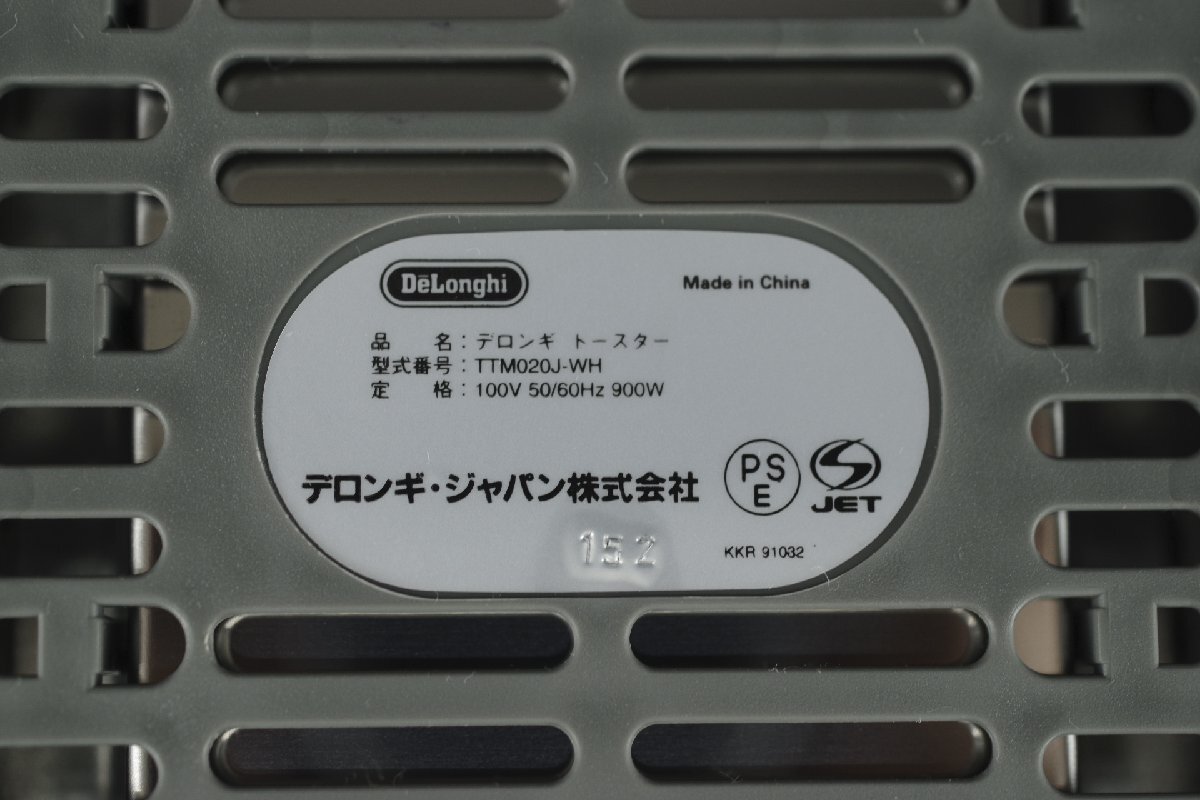 DēLonghi
Made in China
品　名：デロンギ トースター
型式番号：TTM020J-WH
定　格：100V 50/60Hz 900W
デロンギ・ジャパン株式会社
PS
E
JET
152
KKR 91032